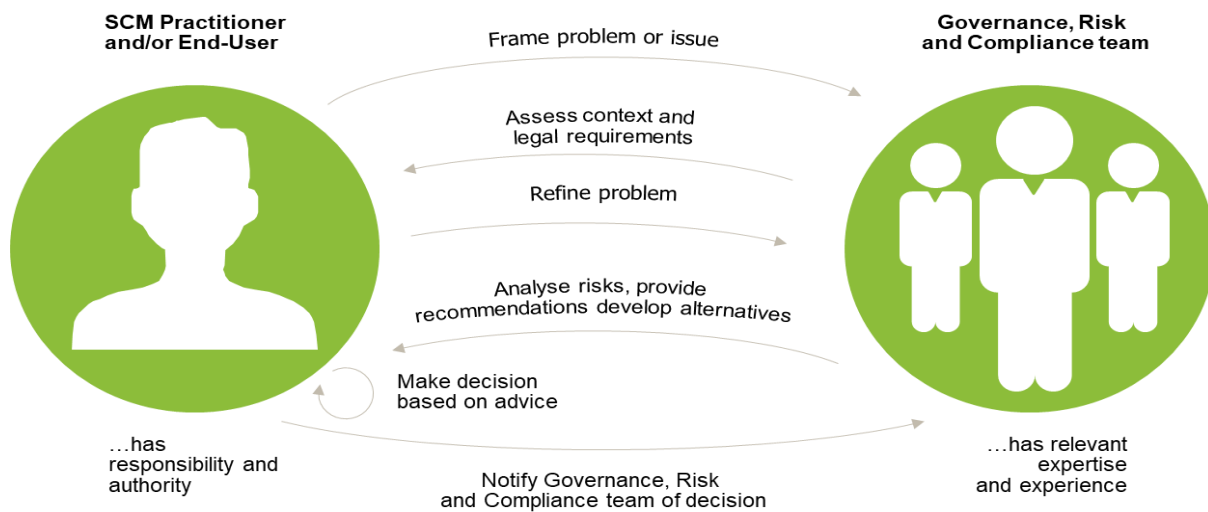 SCM Practitioner
and/or End-User
Governance, Risk
and Compliance team
Frame problem or issue
Assess context and
legal requirements
Refine problem
Analyse risks, provide
recommendations develop alternatives
Make decision
based on advice
…has
responsibility and
authority
Notify Governance, Risk
and Compliance team of decision
…has relevant
expertise
and experience